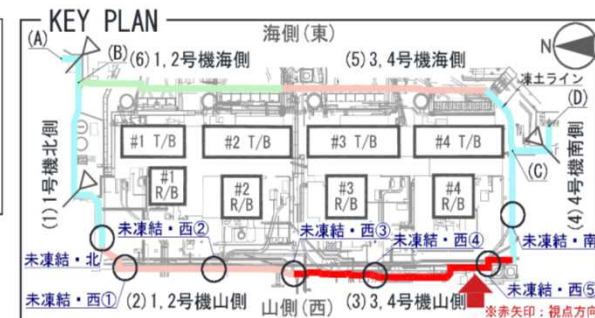 KEY PLAN
海側(東)
N
(A)
(B)
(6)1,2号機海側
(5)3,4号機海側
凍土ライン
(D)
#1 T/B
#2 T/B
#3 T/B
#4 T/B
(C)
(1)1号機北側
#1
R/B
#2
R/B
#3
R/B
#4
R/B
(4)4号機南側
未凍結・西②
未凍結・西③
未凍結・西④
未凍結・北
未凍結・西①
未凍結・南
未凍結・西⑤
(2)1,2号機山側
山側(西)
(3)3,4号機山側
※赤矢印:視点方向